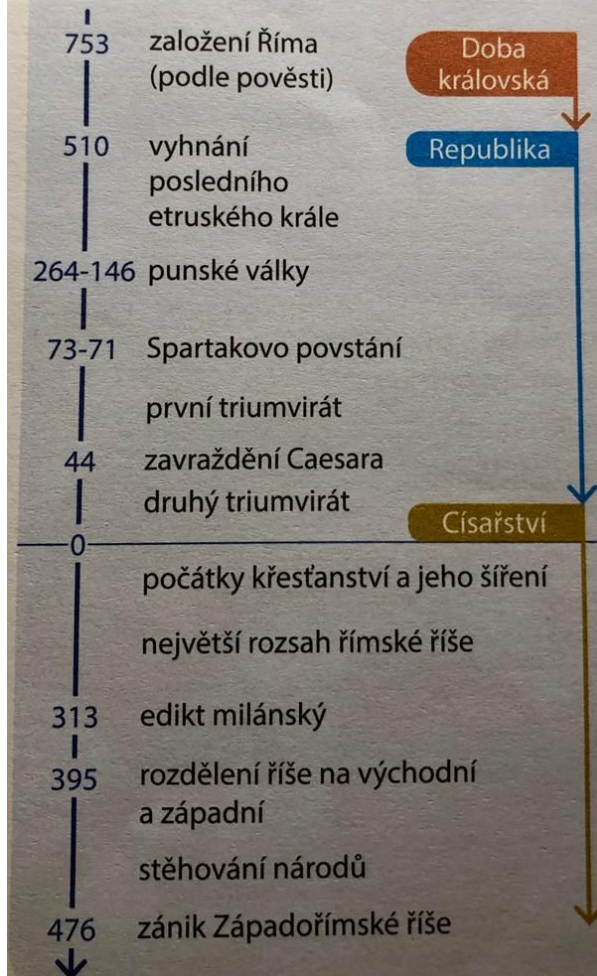 753 založení Říma
(podle pověsti)
Doba
královská
510 vyhnání
posledního
etruského krále
Republika
264-146 punské války
73-71 Spartakovo povstání
první triumvirát
44 zavraždění Caesara
druhý triumvirát
Císařství
0
počátky křesťanství a jeho šíření
největší rozsah římské říše
313 edikt milánský
395 rozdělení říše na východní
a západní
stěhování národů
476 zánik Západořímské říše